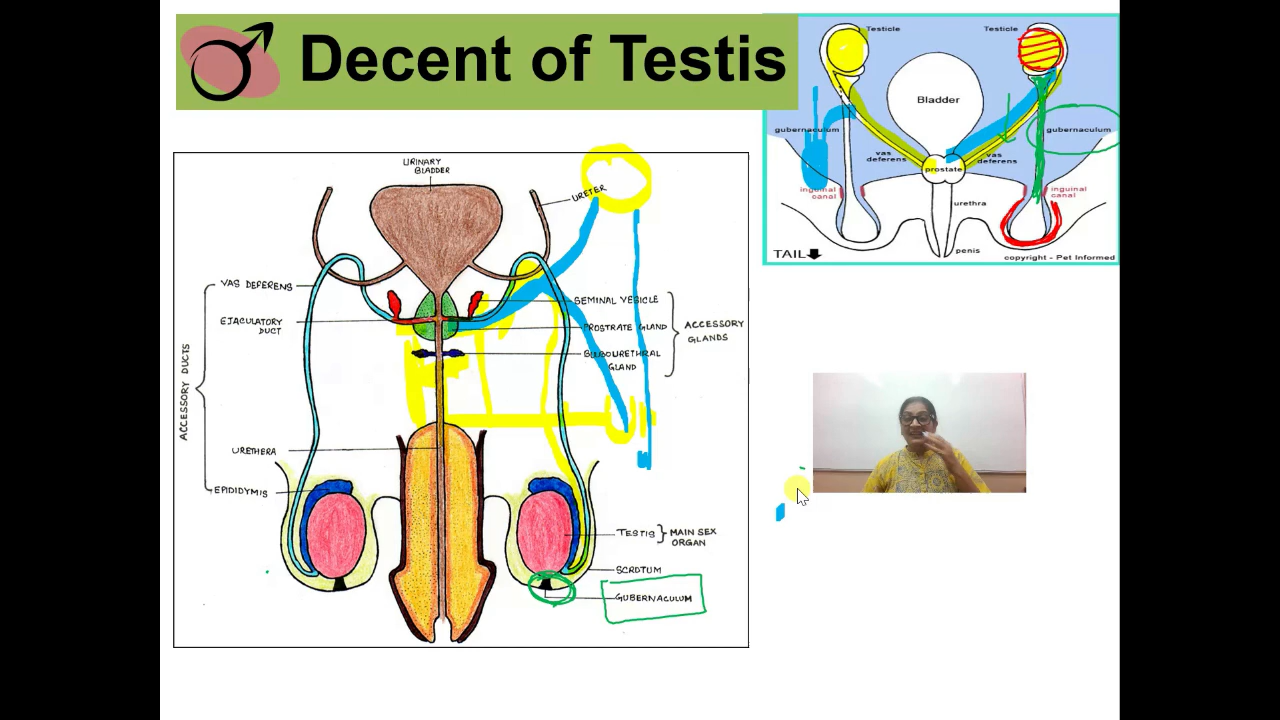 Decent of Testis
Testicle
Testicle
Bladder
gubernaculum
gubernaculum
vas
deferens
vas
deferens
prostate
inguinal
canal
inguinal
canal
urethra
penis
TAIL
copyright - Pet Informed
URINARY
BLADDER
URETER
VAS DEFERENS
EJACULATORY
DUCT
SEMINAL VESICLE
PROSTRATE GLAND
BULBOURETHRAL
GLAND
ACCESSORY
GLANDS
ACCESSORY DUCTS
URETHERA
EPIDIDYMIS
TESTIS
MAIN SEX
ORGAN
SCROTUM
GUBERNACULUM